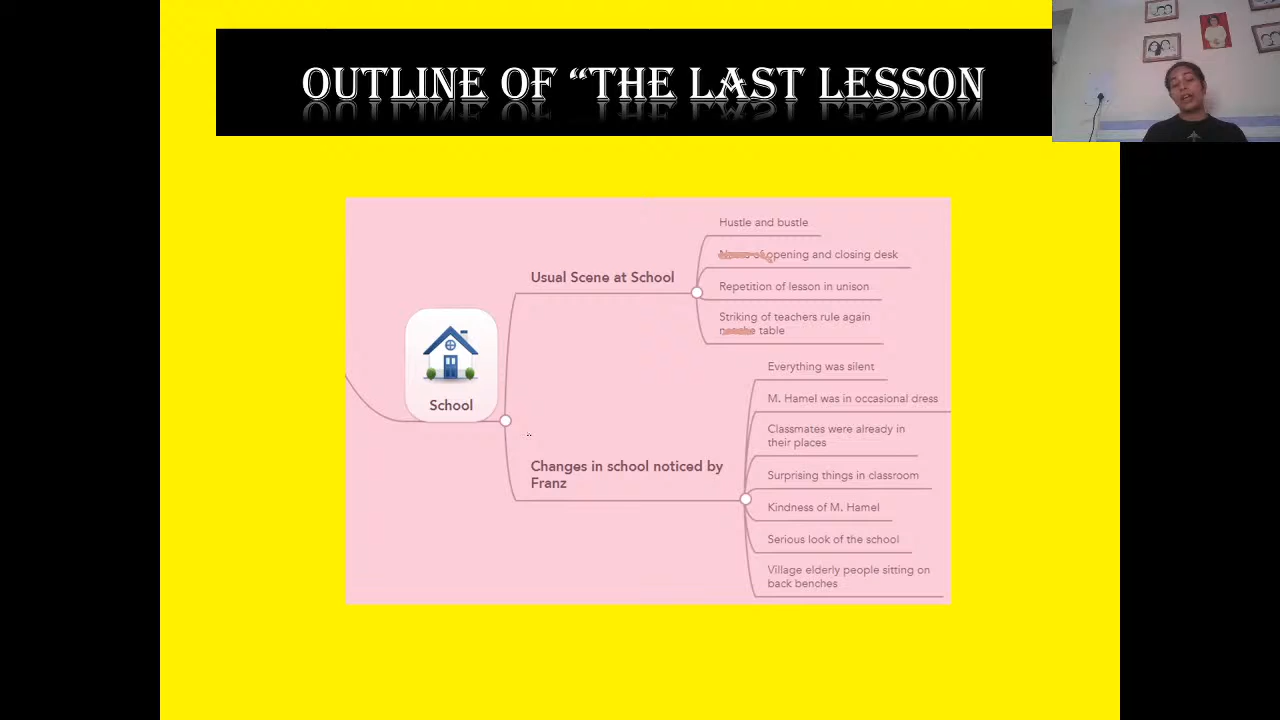 OUTLINE OF “THE LAST LESSON
Hustle and bustle
opening and closing desk
Usual Scene at School
Repetition of lesson in unison
Striking of teachers rule again
table
School
Everything was silent
M. Hamel was in occasional dress
Classmates were already in
their places
Changes in school noticed by
Franz
Surprising things in classroom
Kindness of M. Hamel
Serious look of the school
Village elderly people sitting on
back benches